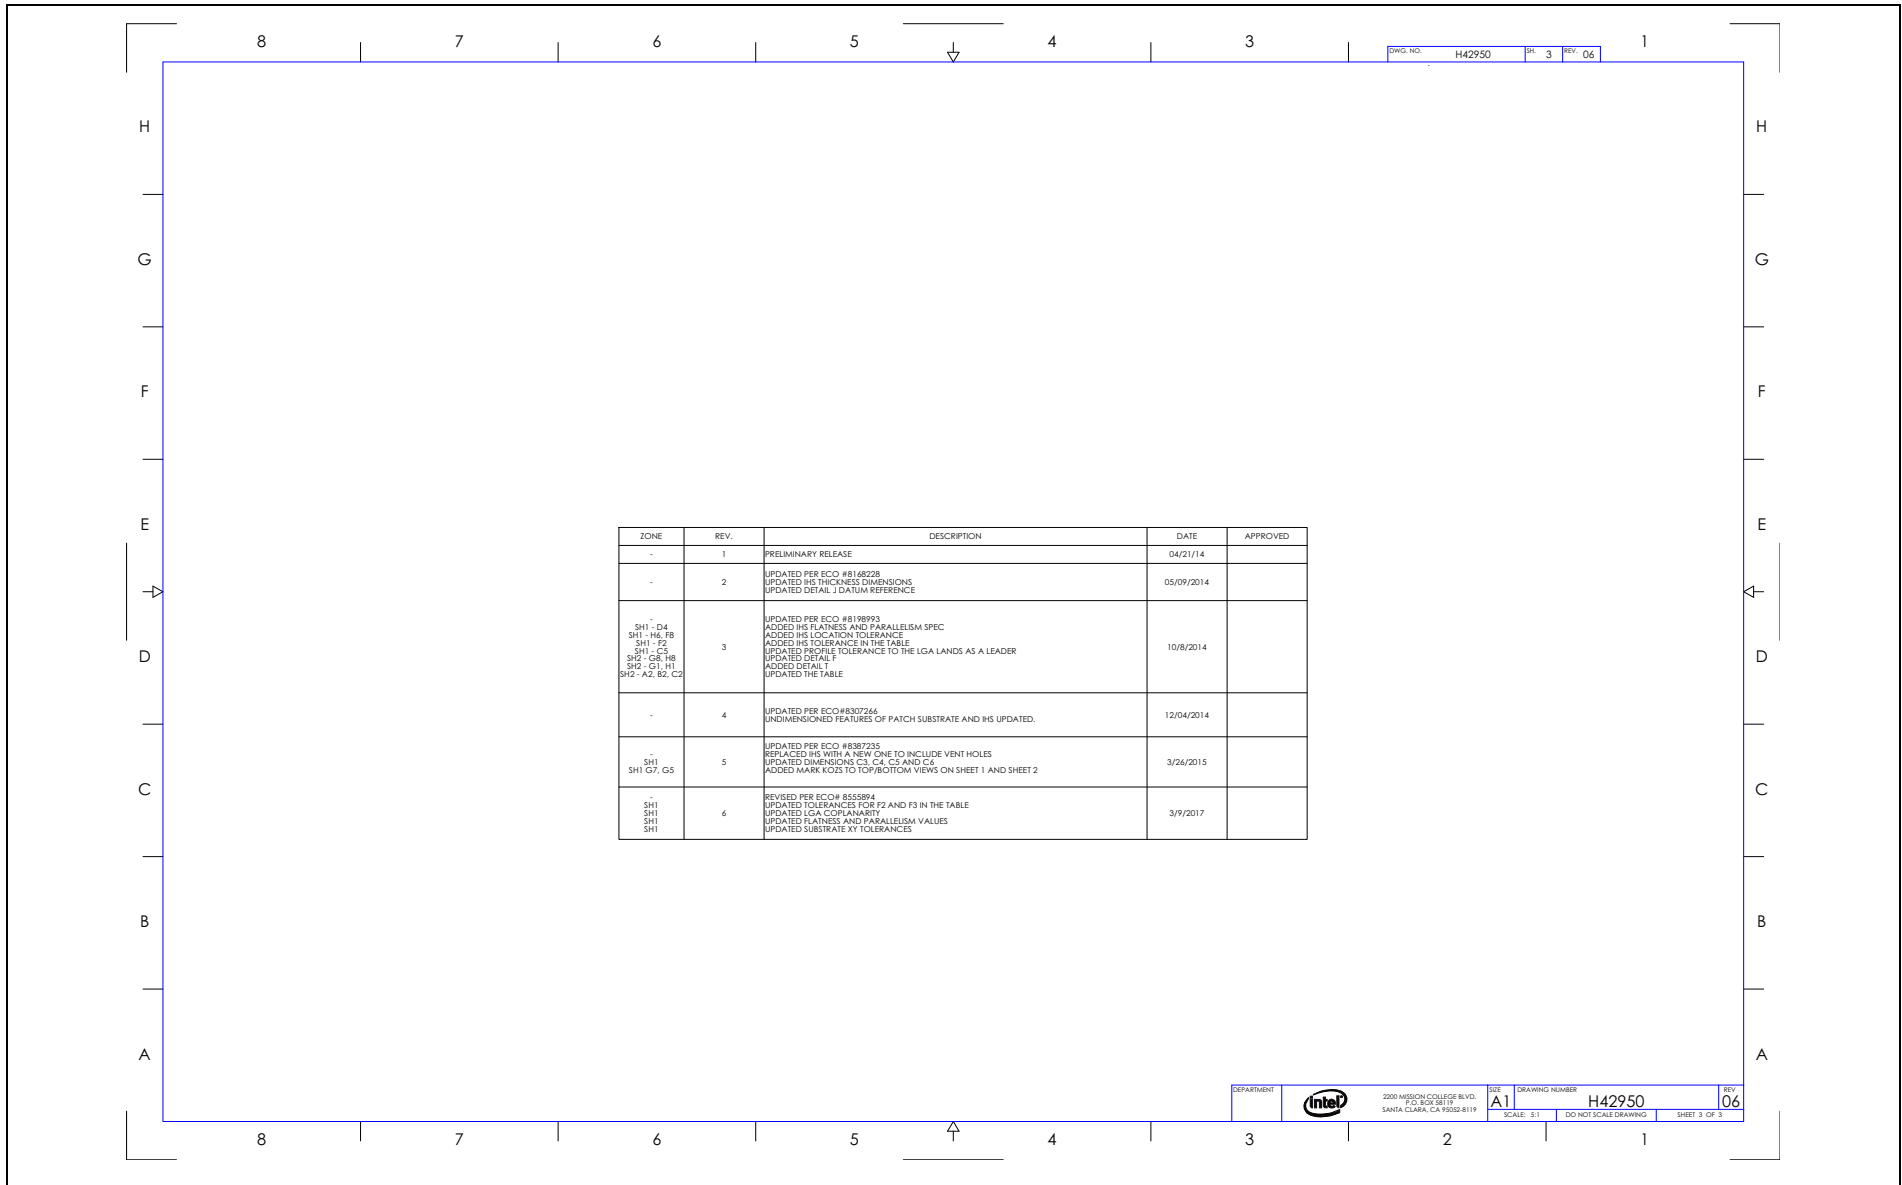 8 7 6 5 4 3 1
DWG. NO. H42950 SH. 3 REV. 06
H H
G G
F F
E E
D D
C C
B B
A A
ZONE REV. DESCRIPTION DATE APPROVED
- 1 PRELIMINARY RELEASE 04/21/14
- 2 UPDATED PER ECO #8168228 05/09/2014
UPDATED IHS THICKNESS DIMENSIONS
UPDATED DETAIL J DATUM REFERENCE
- UPDATED PER ECO #8198993
SH1 - D4 ADDED IHS FLATNESS AND PARALLELISM SPEC
SH1 - H6, F8 ADDED IHS LOCATION TOLERANCE
SH1 - F2 ADDED IHS TOLERANCE IN THE TABLE
3 10/8/2014
SH1 - C5 UPDATED PROFILE TOLERANCE TO THE LGA LANDS AS A LEADER
SH2 - G8, H8 UPDATED DETAIL F
SH2 - G1, H1 ADDED DETAIL T
SH2 - A2, B2, C2 UPDATED THE TABLE
- 4 UPDATED PER ECO#8307266 12/04/2014
UNDIMENSIONED FEATURES OF PATCH SUBSTRATE AND IHS UPDATED.
UPDATED PER ECO #8387235
- REPLACED IHS WITH A NEW ONE TO INCLUDE VENT HOLES
SH1 5 UPDATED DIMENSIONS C3, C4, C5 AND C6 3/26/2015
SH1 G7, G5 ADDED MARK KOZS TO TOP/BOTTOM VIEWS ON SHEET 1 AND SHEET 2
- REVISED PER ECO# 8555894
SH1 UPDATED TOLERANCES FOR F2 AND F3 IN THE TABLE
SH1 6 UPDATED LGA COPLANARITY 3/9/2017
SH1 UPDATED FLATNESS AND PARALLELISM VALUES
SH1 UPDATED SUBSTRATE XY TOLERANCES
DEPARTMENT
intel
2200 MISSION COLLEGE BLVD.
P.O. BOX 58119
SANTA CLARA, CA 95052-8119
SIZE A1 DRAWING NUMBER H42950 REV 06
SCALE: 5:1 DO NOT SCALE DRAWING SHEET 3 OF 3
8 7 6 5 4 3 2 1